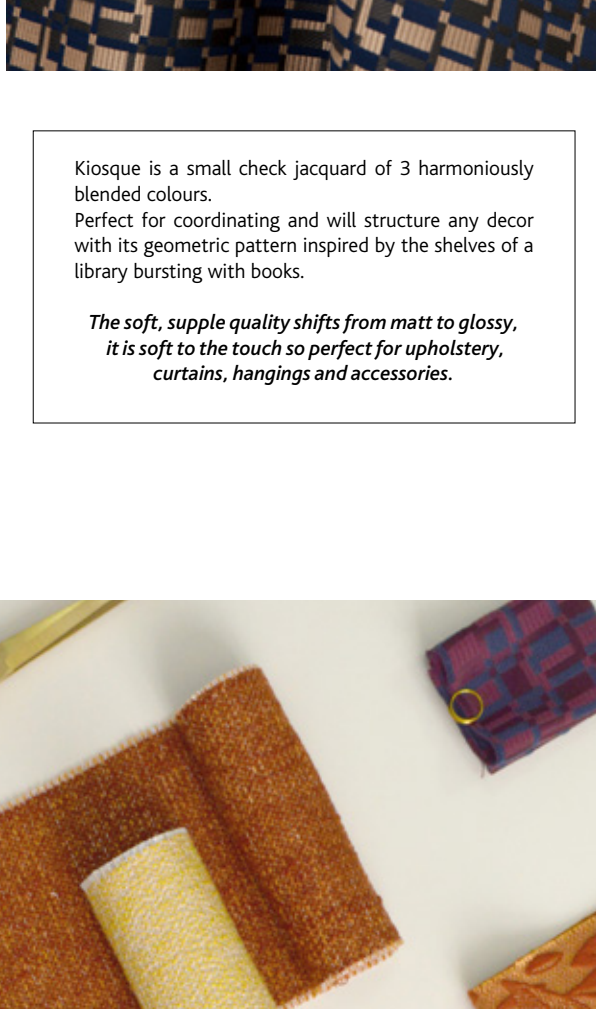 Kiosque is a small check jacquard of 3 harmoniously
blended colours.
Perfect for coordinating and will structure any decor
with its geometric pattern inspired by the shelves of a
library bursting with books.
The soft, supple quality shifts from matt to glossy,
it is soft to the touch so perfect for upholstery,
curtains, hangings and accessories.